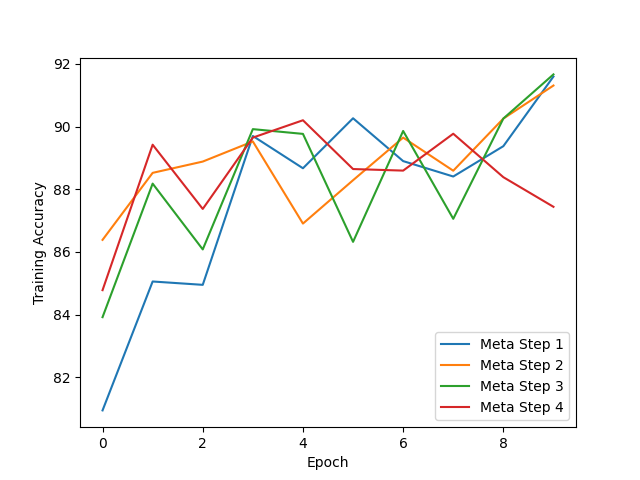 92
90
88
86
84
82
Training Accuracy
Meta Step 1
Meta Step 2
Meta Step 3
Meta Step 4
0 2 4 6 8
Epoch